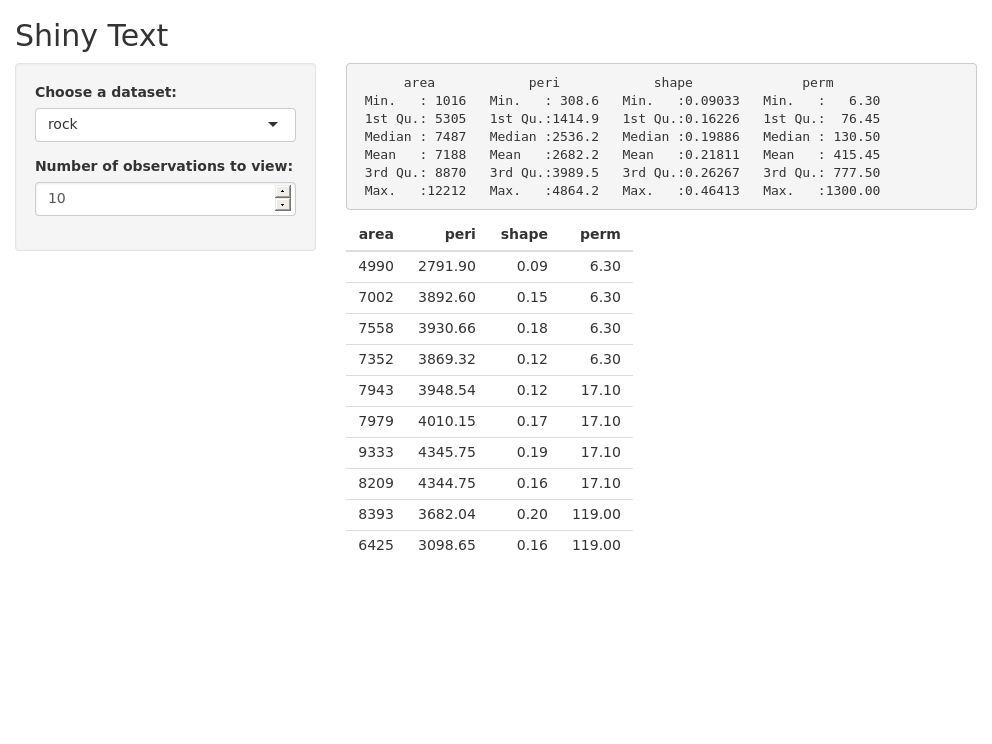 Shiny Text
Choose a dataset:
rock
Number of observations to view:
10
area peri shape perm
Min. : 1016 Min. : 308.6 Min. :0.09033 Min. : 6.30
1st Qu.: 5305 1st Qu.:1414.9 1st Qu.:0.16226 1st Qu.: 76.45
Median : 7487 Median :2536.2 Median :0.19886 Median : 130.50
Mean : 7188 Mean :2682.2 Mean :0.21811 Mean : 415.45
3rd Qu.: 8870 3rd Qu.:3989.5 3rd Qu.:0.26267 3rd Qu.: 777.50
Max. :12212 Max. :4864.2 Max. :0.46413 Max. :1300.00
area peri shape perm
4990 2791.90 0.09 6.30
7002 3892.60 0.15 6.30
7558 3930.66 0.18 6.30
7352 3869.32 0.12 6.30
7943 3948.54 0.12 17.10
7979 4010.15 0.17 17.10
9333 4345.75 0.19 17.10
8209 4344.75 0.16 17.10
8393 3682.04 0.20 119.00
6425 3098.65 0.16 119.00